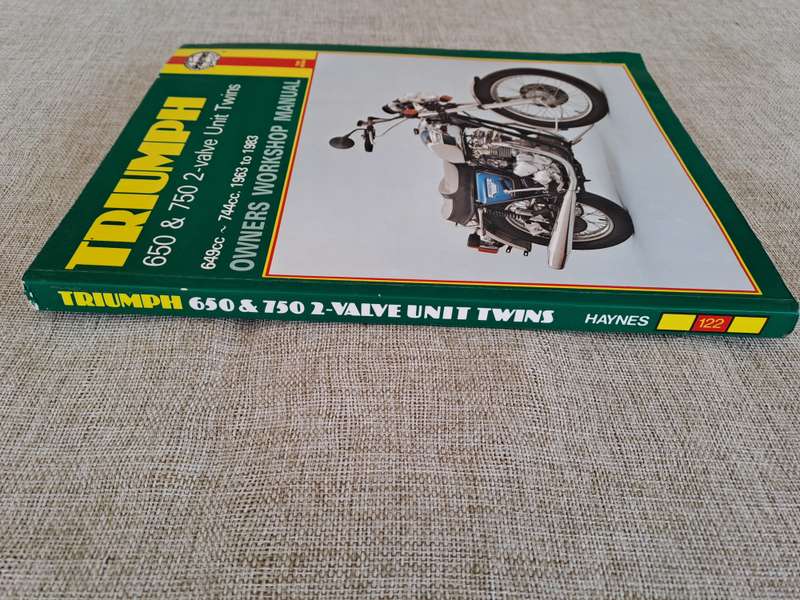 TRIUMPH
650 & 750 2-valve Unit Twins
649cc ~ 744cc. 1963 to 1983
OWNERS WORKSHOP MANUAL
TRIUMPH 650 & 750 2-VALVE UNIT TWINS HAYNES 122